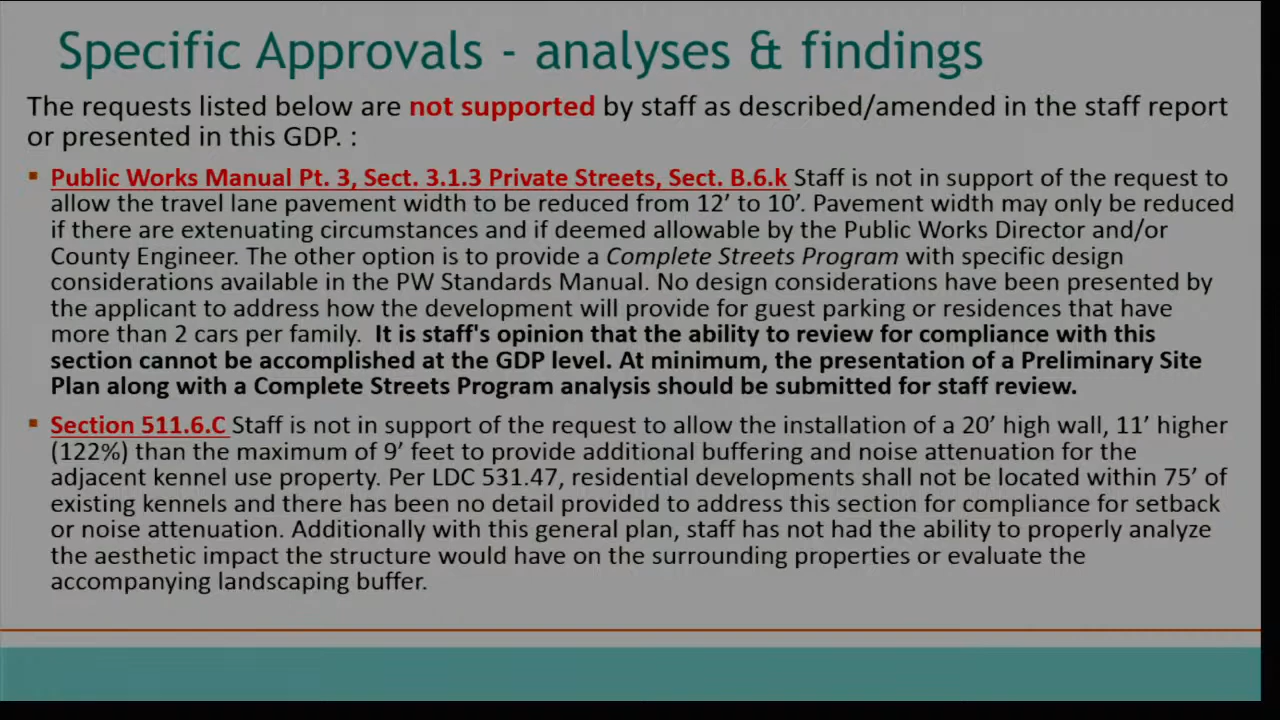 Specific Approvals - analyses & findings
The requests listed below are not supported by staff as described/amended in the staff report
or presented in this GDP. :
▪ Public Works Manual Pt. 3, Sect. 3.1.3 Private Streets, Sect. B.6.k Staff is not in support of the request to
allow the travel lane pavement width to be reduced from 12’ to 10’. Pavement width may only be reduced
if there are extenuating circumstances and if deemed allowable by the Public Works Director and/or
County Engineer. The other option is to provide a Complete Streets Program with specific design
considerations available in the PW Standards Manual. No design considerations have been presented by
the applicant to address how the development will provide for guest parking or residences that have
more than 2 cars per family. It is staff's opinion that the ability to review for compliance with this
section cannot be accomplished at the GDP level. At minimum, the presentation of a Preliminary Site
Plan along with a Complete Streets Program analysis should be submitted for staff review.
▪ Section 511.6.C Staff is not in support of the request to allow the installation of a 20’ high wall, 11’ higher
(122%) than the maximum of 9’ feet to provide additional buffering and noise attenuation for the
adjacent kennel use property. Per LDC 531.47, residential developments shall not be located within 75’ of
existing kennels and there has been no detail provided to address this section for compliance for setback
or noise attenuation. Additionally with this general plan, staff has not had the ability to properly analyze
the aesthetic impact the structure would have on the surrounding properties or evaluate the
accompanying landscaping buffer.